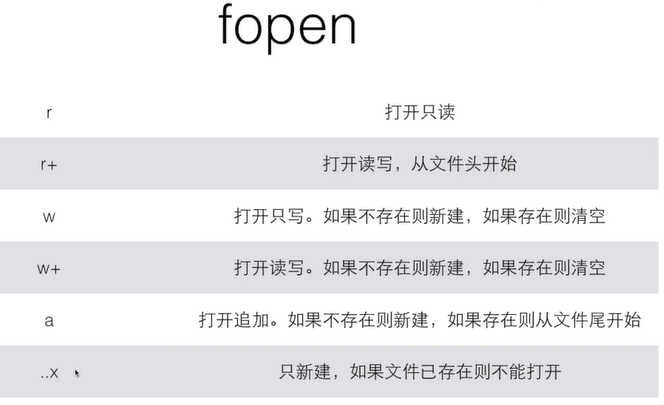 fopen
r 打开只读
r+ 打开读写，从文件头开始
w 打开只写。如果不存在则新建，如果存在则清空
w+ 打开读写。如果不存在则新建，如果存在则清空
a 打开追加。如果不存在则新建，如果存在则从文件尾开始
..x 只新建，如果文件已存在则不能打开